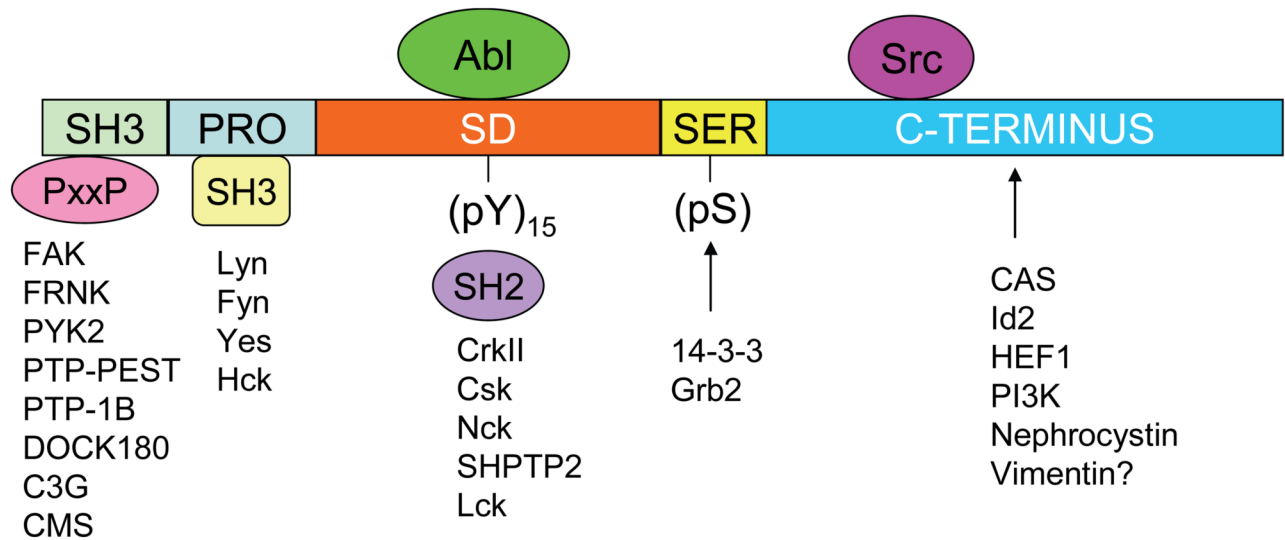 Abl
Src
SH3
PRO
SD
SER
C-TERMINUS
PxxP
SH3
(pY)15
(pS)
SH2
FAK
FRNK
PYK2
PTP-PEST
PTP-1B
DOCK180
C3G
CMS
Lyn
Fyn
Yes
Hck
CrkII
Csk
Nck
SHPTP2
Lck
14-3-3
Grb2
CAS
Id2
HEF1
PI3K
Nephrocystin
Vimentin?